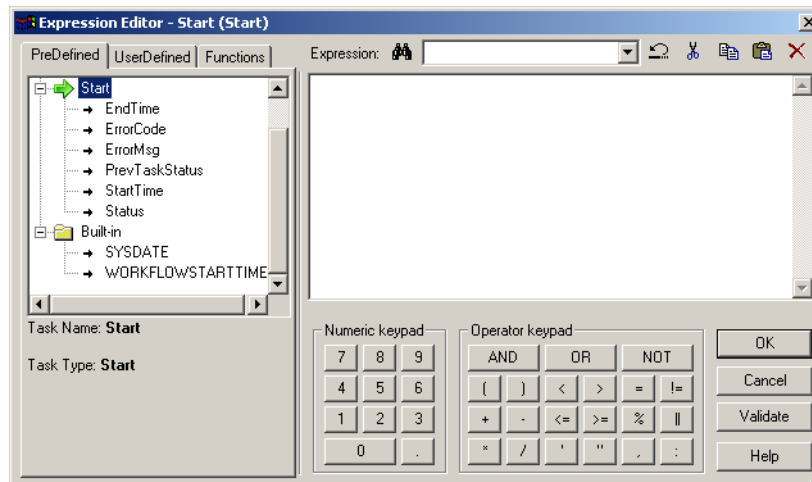 Expression Editor - Start (Start)
PreDefined UserDefined Functions
Expression:
Start
EndTime
ErrorCode
ErrorMsg
PrevTaskStatus
StartTime
Status
Built-in
SYSDATE
WORKFLOWSTARTTIME
Task Name: Start
Task Type: Start
Numeric keypad
7 8 9
4 5 6
1 2 3
0 .
Operator keypad
AND OR NOT
( ) < > = !=
+ - <= >= % ||
* / ' " , :
OK
Cancel
Validate
Help